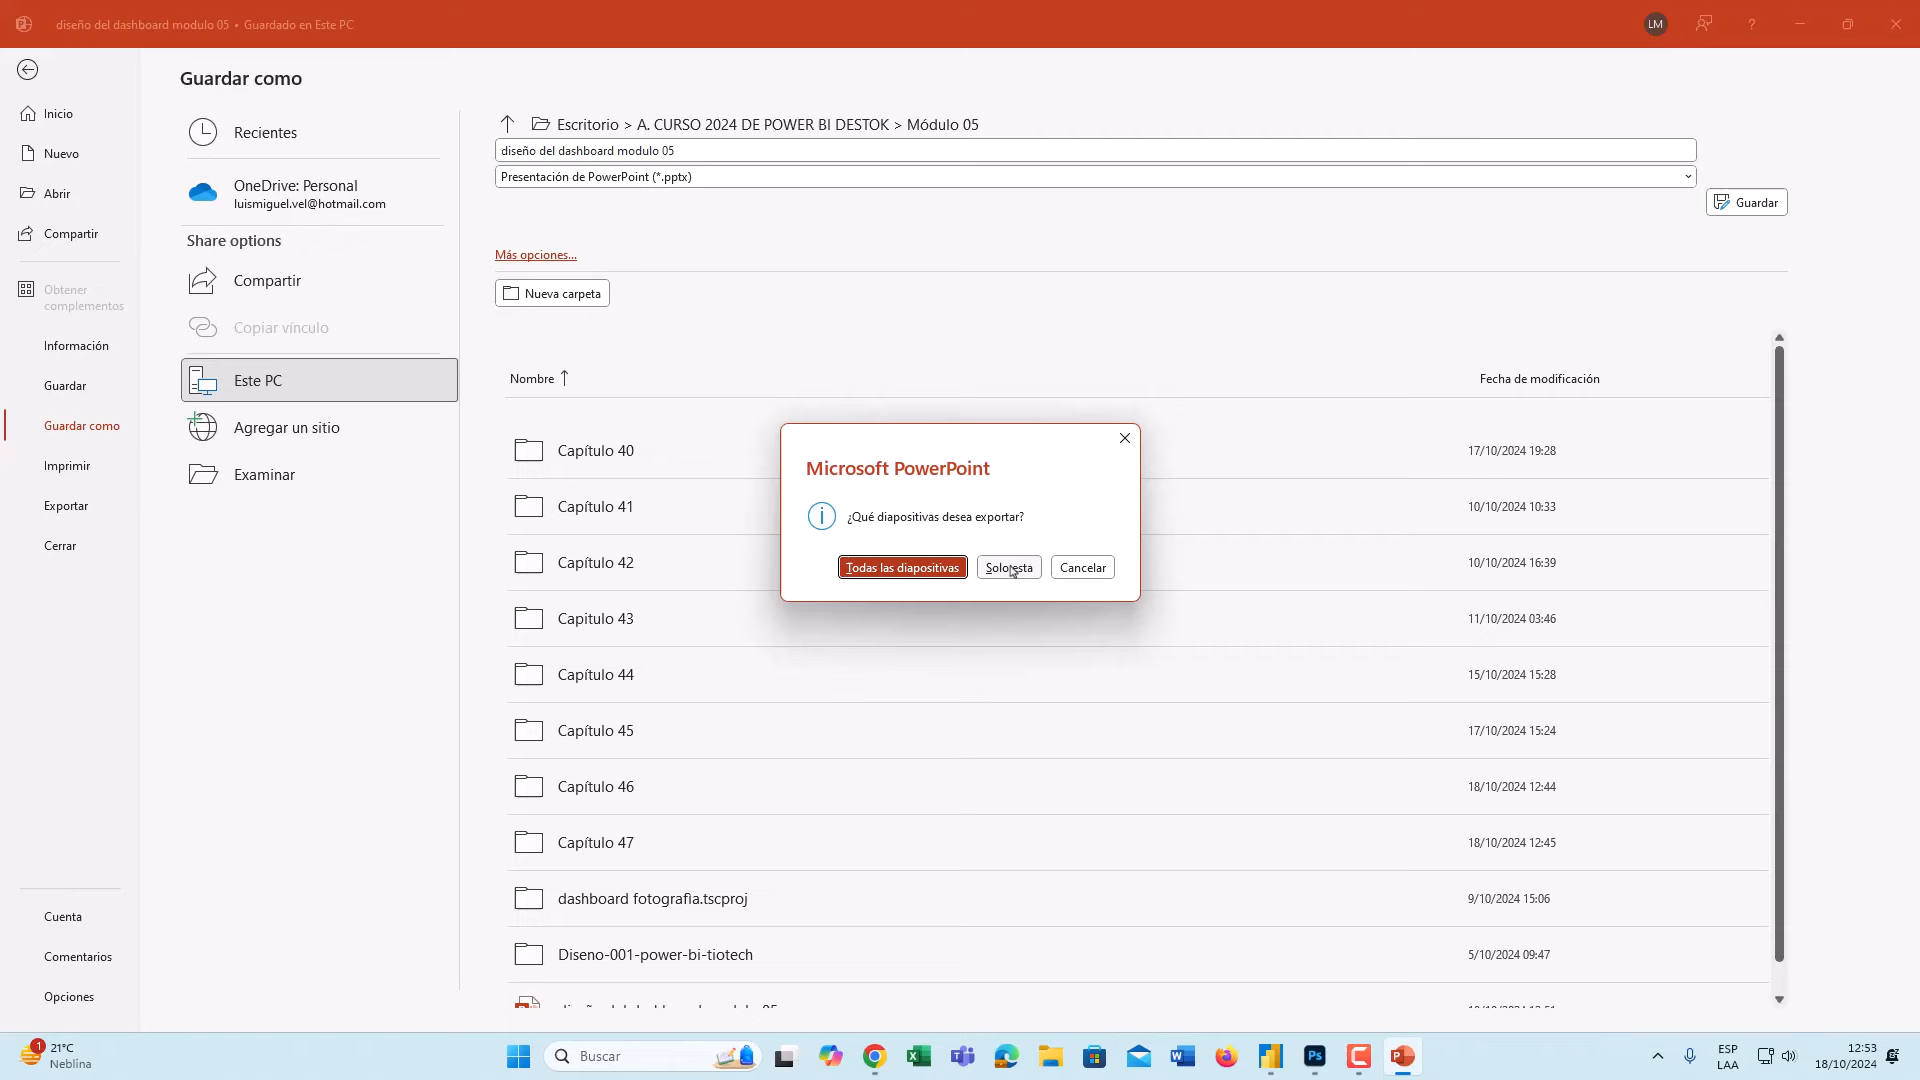 diseño del dashboard modulo 05 • Guardado en Este PC
LM
?
Guardar como
Inicio
Nuevo
Abrir
Compartir
Obtener
complementos
Información
Guardar
Guardar como
Imprimir
Exportar
Cerrar
Cuenta
Comentarios
Opciones
Recientes
OneDrive: Personal
luismiguel.vel@hotmail.com
Share options
Compartir
Copiar vínculo
Este PC
Agregar un sitio
Examinar
Escritorio > A. CURSO 2024 DE POWER BI DESTOK > Módulo 05
diseño del dashboard modulo 05
Presentación de PowerPoint (*.pptx)
Guardar
Más opciones...
Nueva carpeta
Nombre
Fecha de modificación
Capítulo 40
17/10/2024 19:28
Capítulo 41
10/10/2024 10:33
Capítulo 42
10/10/2024 16:39
Capitulo 43
11/10/2024 03:46
Capítulo 44
15/10/2024 15:28
Capítulo 45
17/10/2024 15:24
Capítulo 46
18/10/2024 12:44
Capítulo 47
18/10/2024 12:45
dashboard fotografia.tscproj
9/10/2024 15:06
Diseno-001-power-bi-tiotech
5/10/2024 09:47
Microsoft PowerPoint
¿Qué diapositivas desea exportar?
Todas las diapositivas
Solo esta
Cancelar
1
21°C
Neblina
Buscar
Ps
ESP
LAA
12:53
18/10/2024